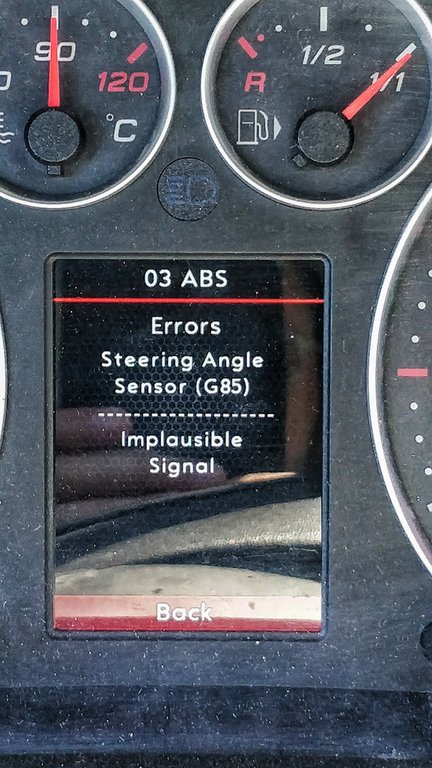 90
120
°C
1/2
R
1/1
03 ABS
Errors
Steering Angle
Sensor (G85)
Implausible
Signal
Back